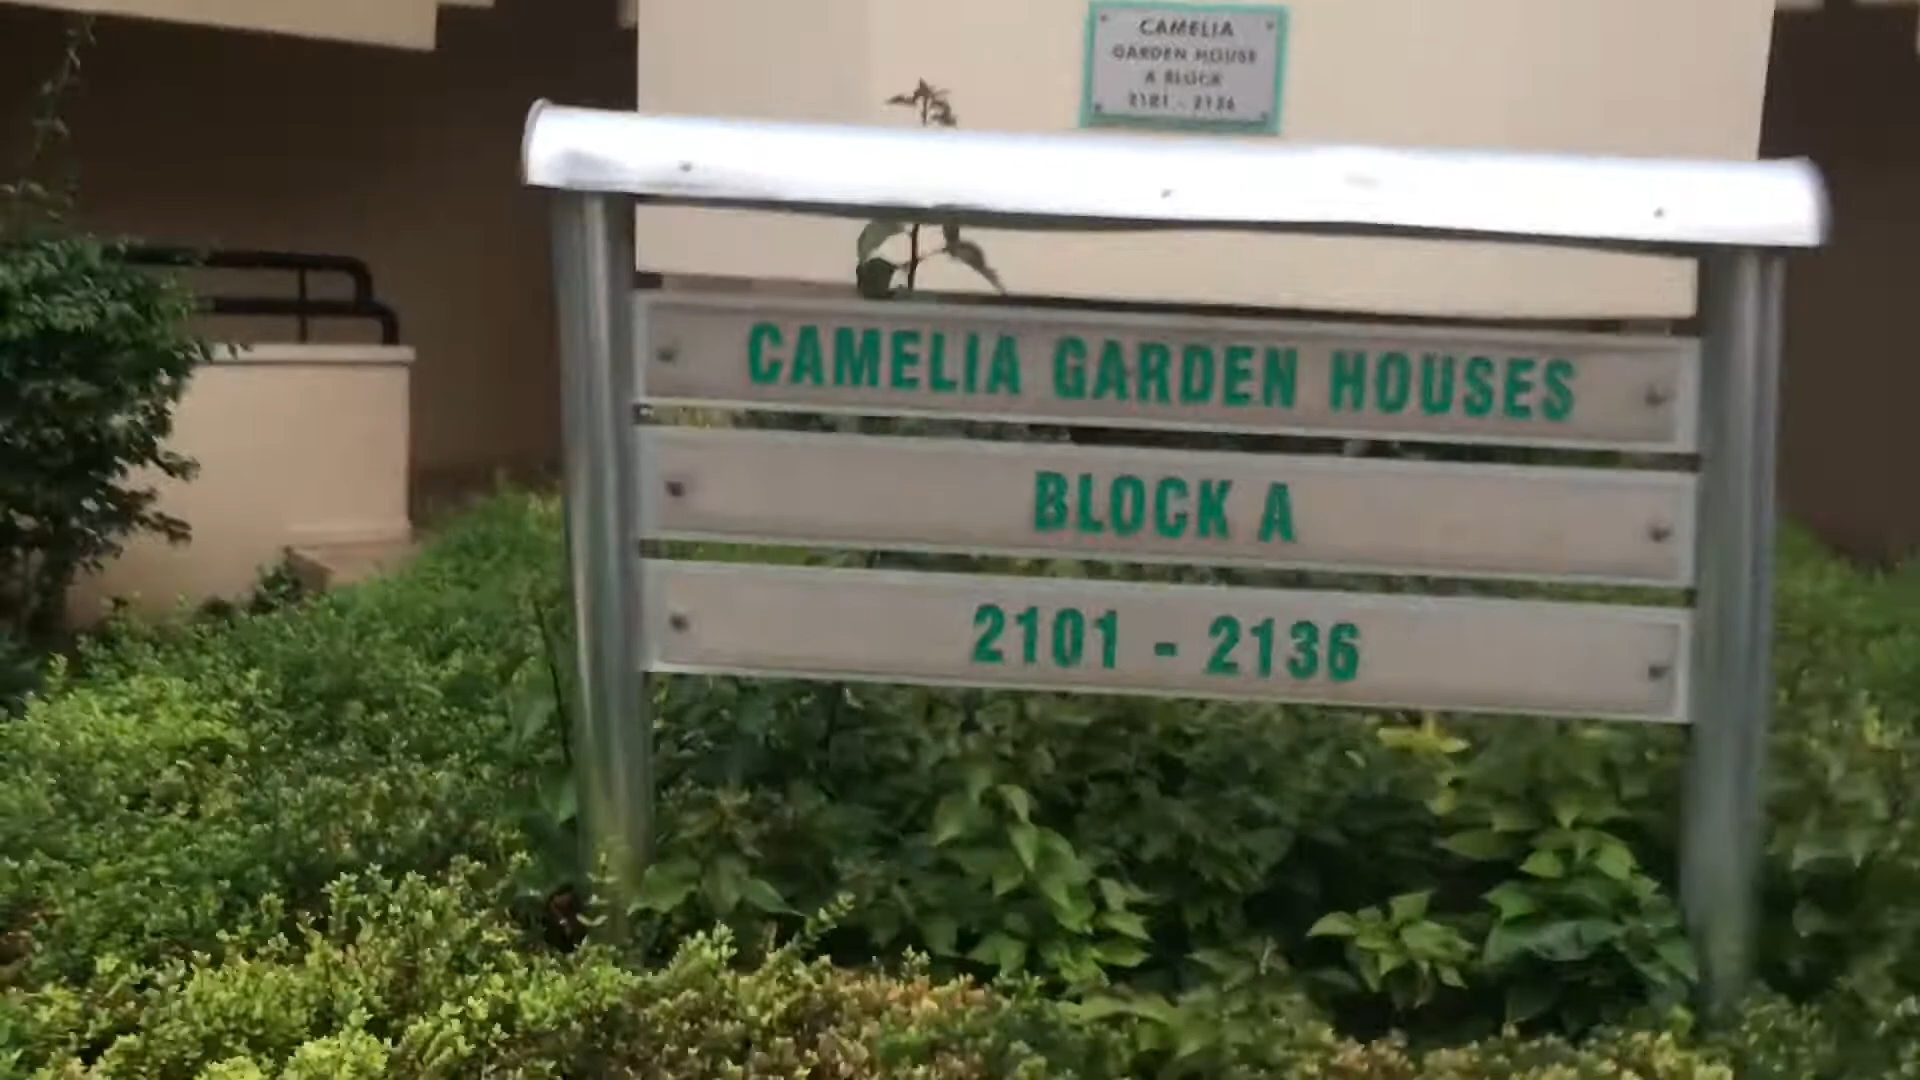 CAMELIA
GARDEN HOUSE
A BLOCK
2101 - 2136
CAMELIA GARDEN HOUSES
BLOCK A
2101 - 2136